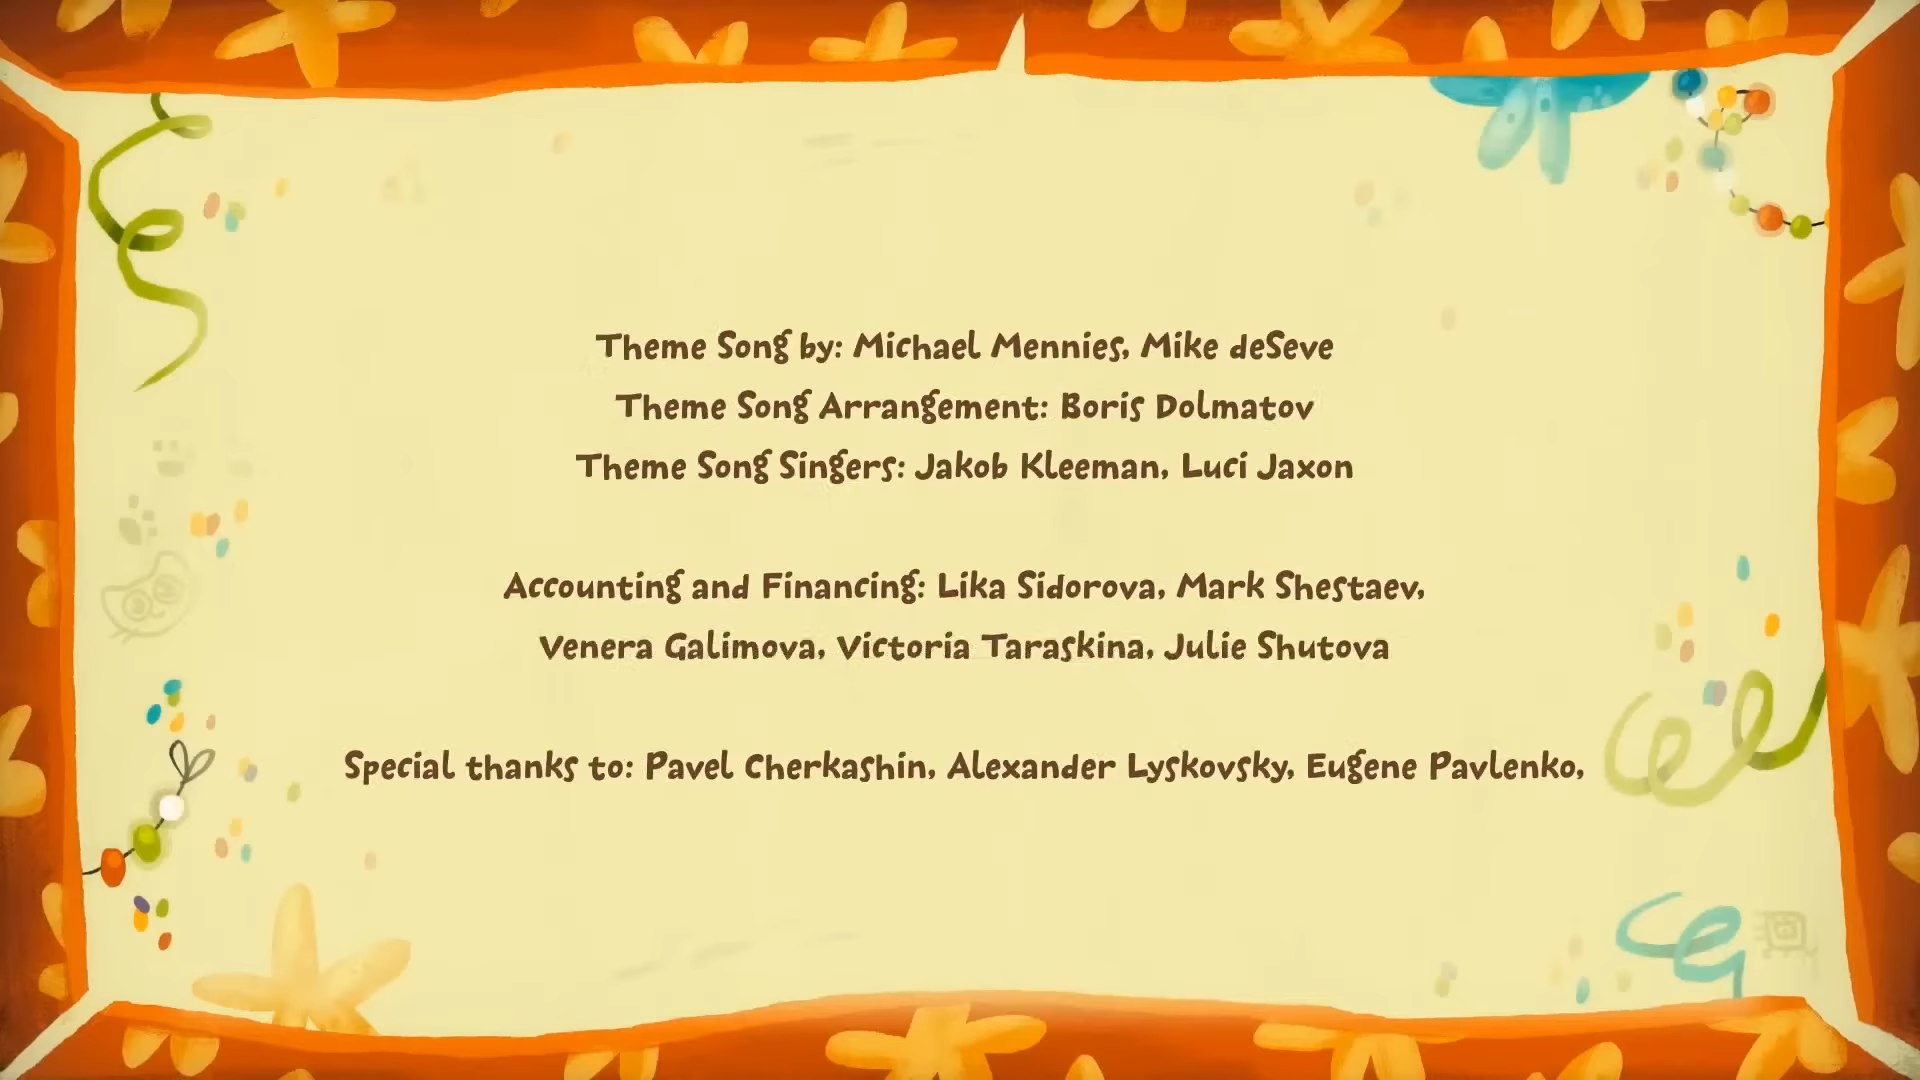 Theme Song by: Michael Mennies, Mike deSeve
Theme Song Arrangement: Boris Dolmatov
Theme Song Singers: Jakob Kleeman, Luci Jaxon
Accounting and Financing: Lika Sidorova, Mark Shestaev,
Venera Galimova, Victoria Taraskina, Julie Shutova
Special thanks to: Pavel Cherkashin, Alexander Lyskovsky, Eugene Pavlenko,